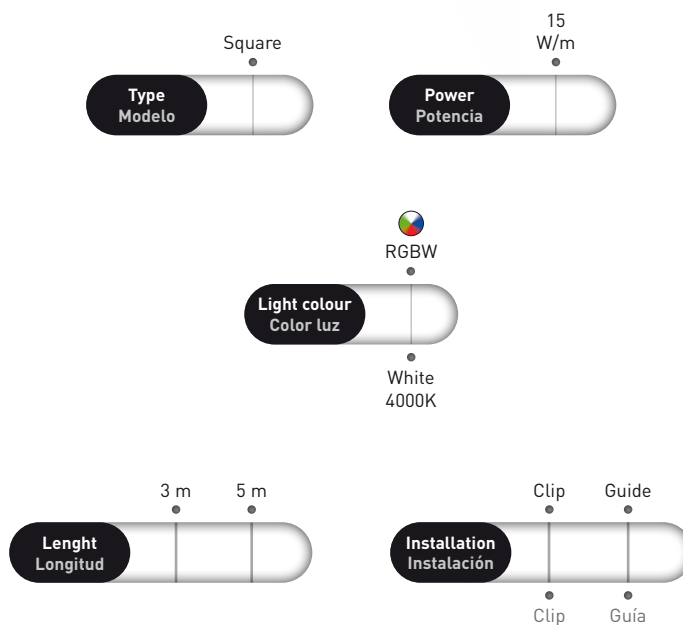 Square
Type
Modelo
15
W/m
Power
Potencia
RGBW
Light colour
Color luz
White
4000K
3 m
5 m
Lenght
Longitud
Clip
Guide
Installation
Instalación
Clip
Guía